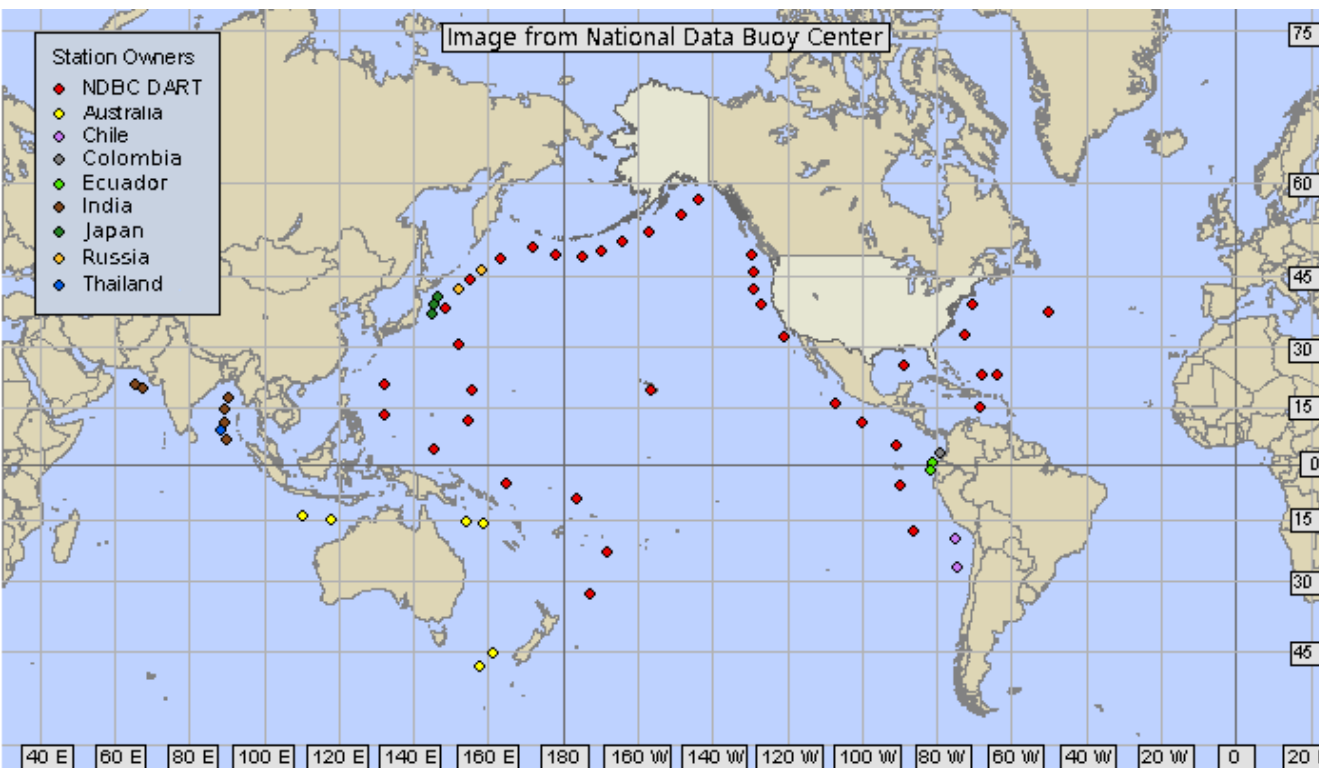 Image from National Data Buoy Center
Station Owners
NDBC DART
Australia
Chile
Colombia
Ecuador
India
Japan
Russia
Thailand
75
60
45
30
15
0
15
30
45
40 E 60 E 80 E 100 E 120 E 140 E 160 E 180 160 W 140 W 120 W 100 W 80 W 60 W 40 W 20 W 0 20